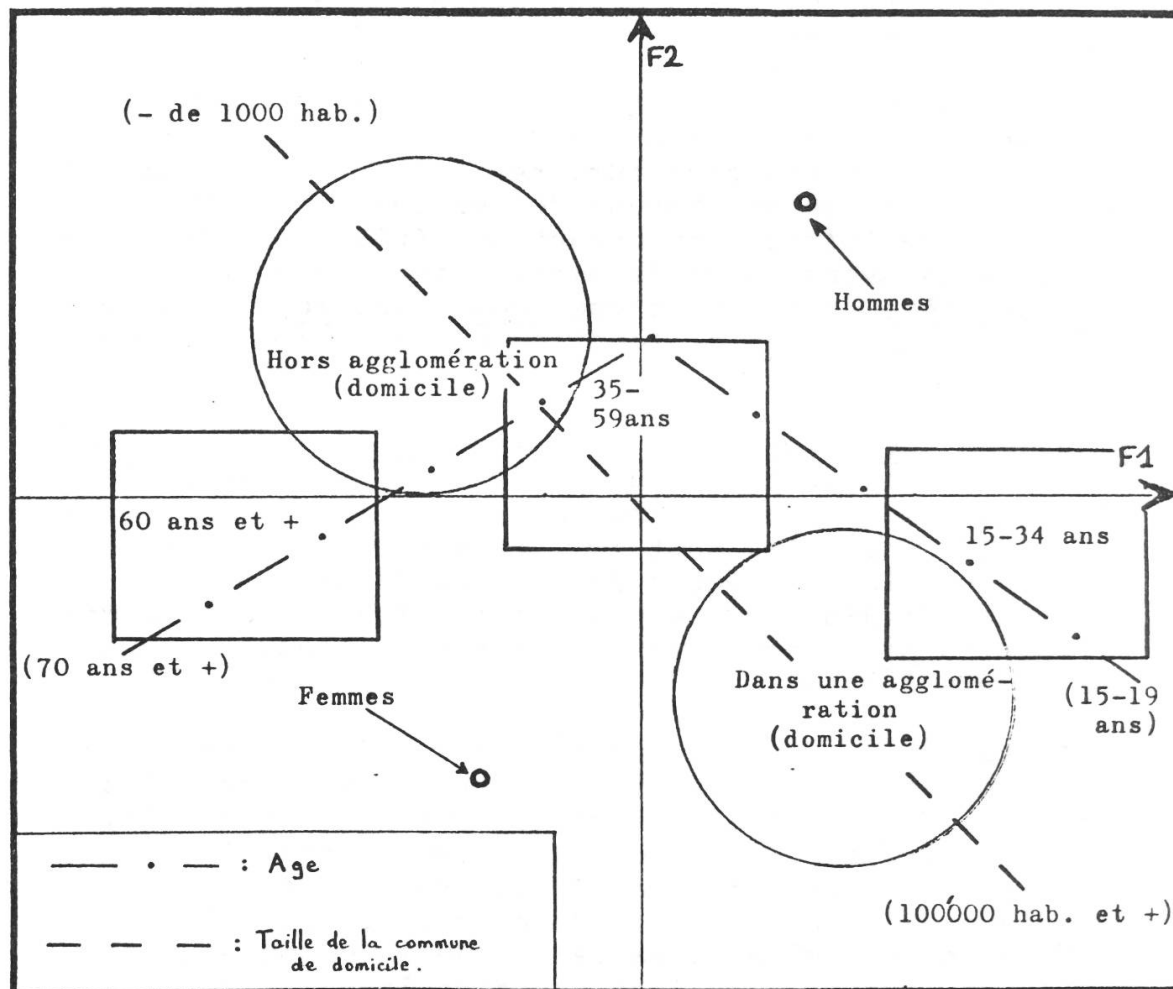 F2
(- de 1000 hab.)
Hommes
Hors agglomération
(domicile)
35-
59ans
F1
60 ans et +
15-34 ans
(70 ans et +)
Femmes
Dans une agglomé-
ration
(domicile)
(15-19
ans)
(100'000 hab. et +)
: Age
: Taille de la commune
de domicile.